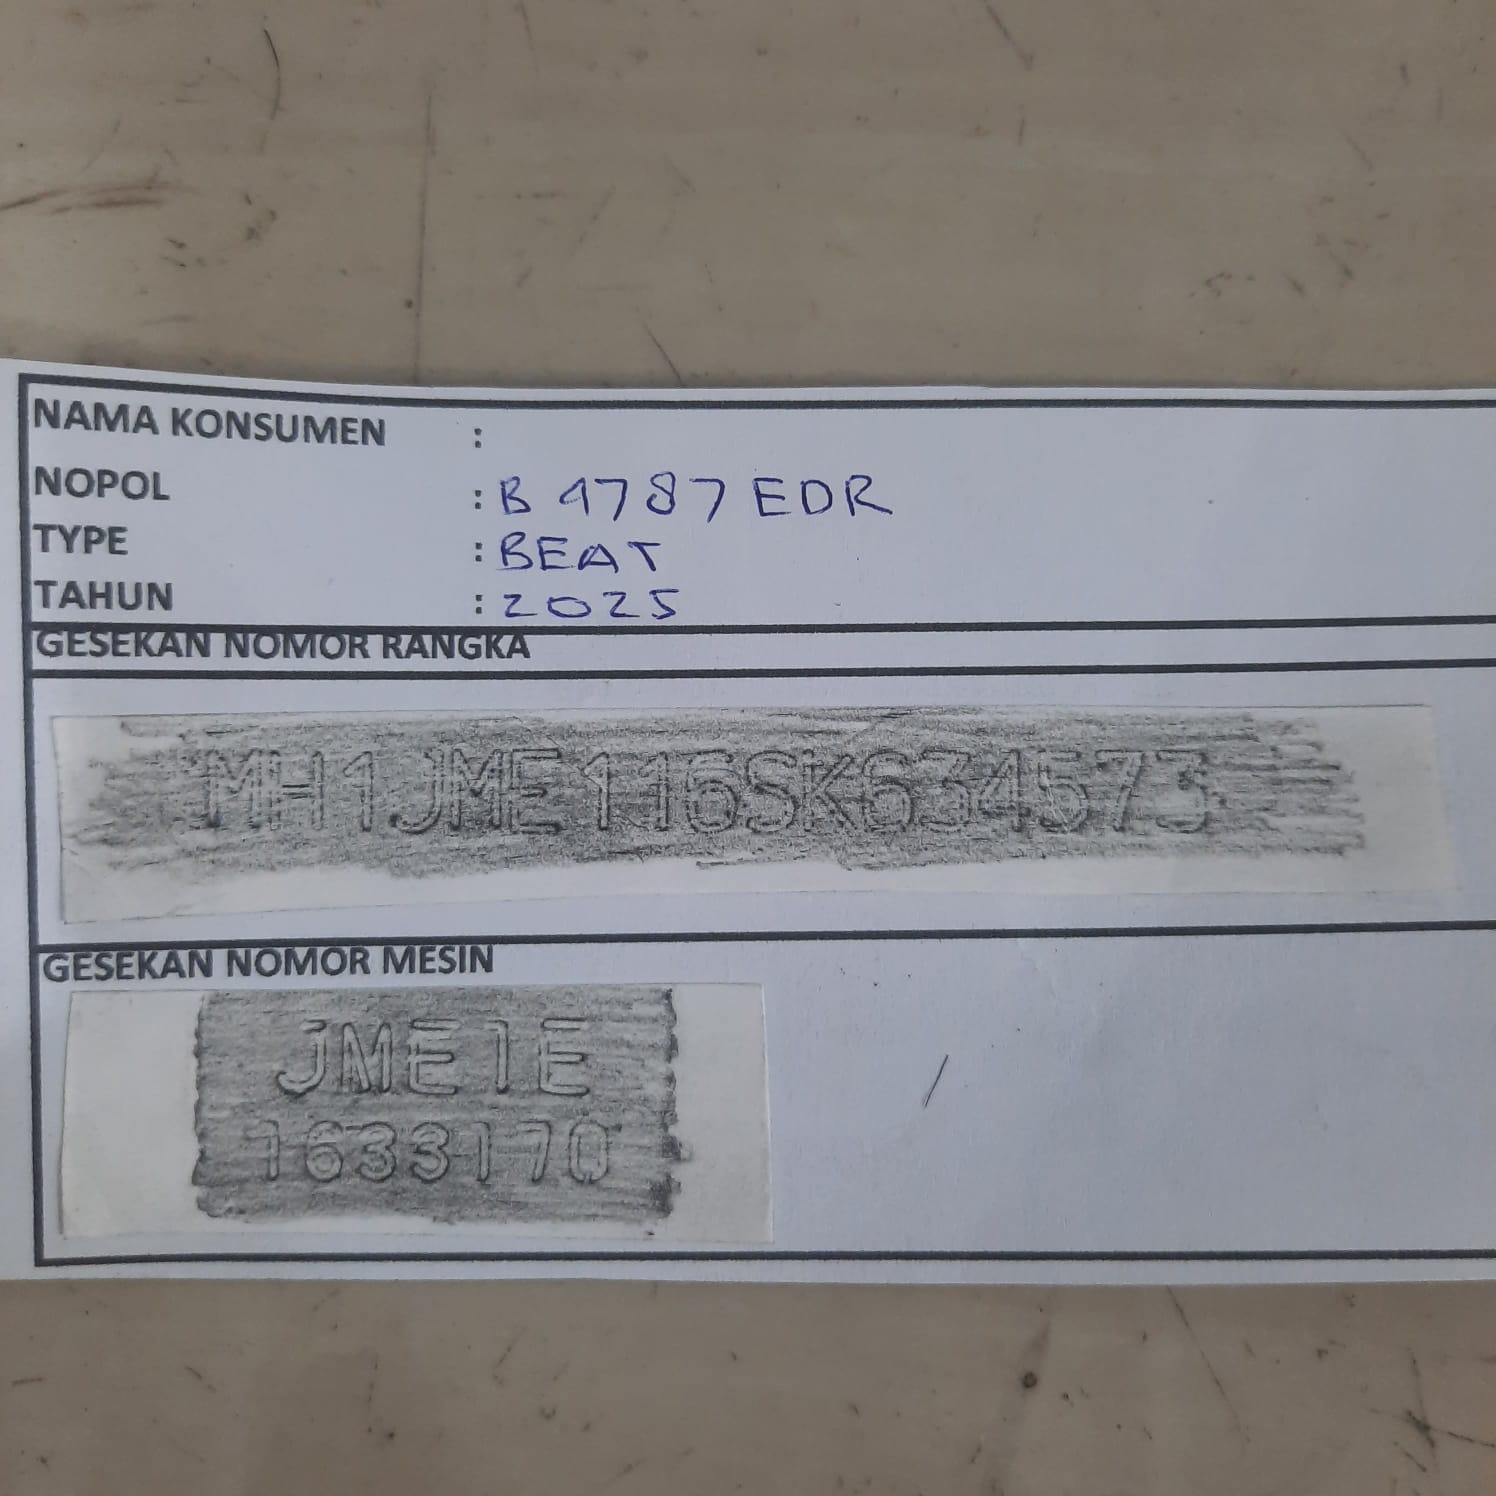 NAMA KONSUMEN :
NOPOL : B 4787 EDR
TYPE : BEAT
TAHUN : 2025
GESEKAN NOMOR RANGKA
MH1JME116SK634573
GESEKAN NOMOR MESIN
JME1E
1633170